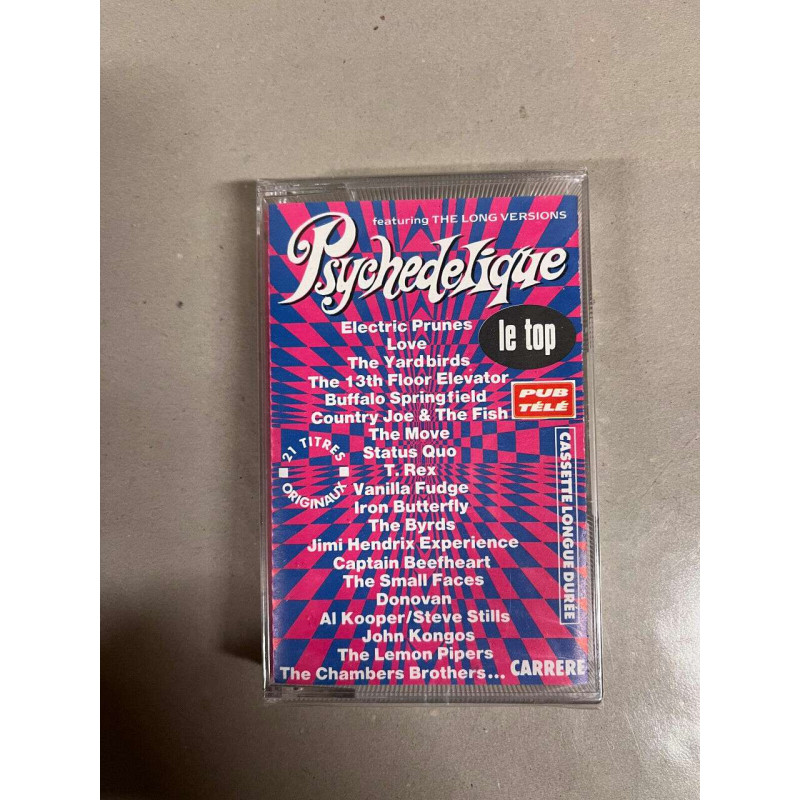 featuring THE LONG VERSIONS
Psychedelique
le top
Electric Prunes
Love
The Yardbirds
The 13th Floor Elevator
Buffalo Springfield
Country Joe & The Fish
PUB
TÉLÉ
The Move
Status Quo
T. Rex
Vanilla Fudge
Iron Butterfly
The Byrds
Jimi Hendrix Experience
Captain Beefheart
The Small Faces
Donovan
Al Kooper/Steve Stills
John Kongos
The Lemon Pipers
The Chambers Brothers...
21 TITRES
ORIGINAUX
CASSETTE LONGUE DURÉE
CARRERE